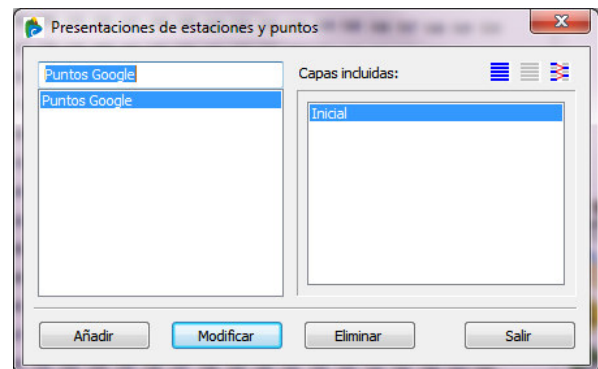 Presentaciones de estaciones y puntos
Puntos Google
Capas incluidas:
Puntos Google
Inicial
Añadir
Modificar
Eliminar
Salir